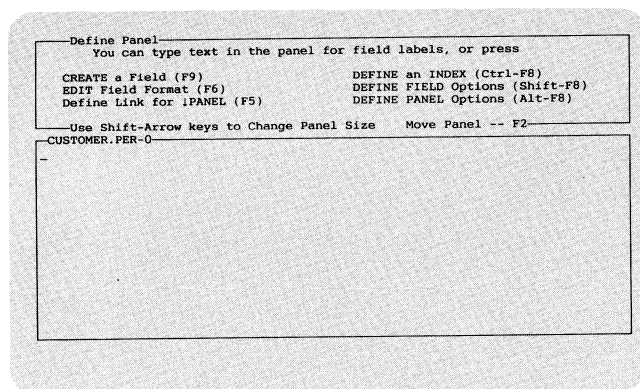 Define Panel
You can type text in the panel for field labels, or press
CREATE a Field (F9) DEFINE an INDEX (Ctrl-F8)
EDIT Field Format (F6) DEFINE FIELD Options (Shift-F8)
Define Link for ↓PANEL (F5) DEFINE PANEL Options (Alt-F8)
Use Shift-Arrow keys to Change Panel Size Move Panel -- F2
CUSTOMER.PER-0